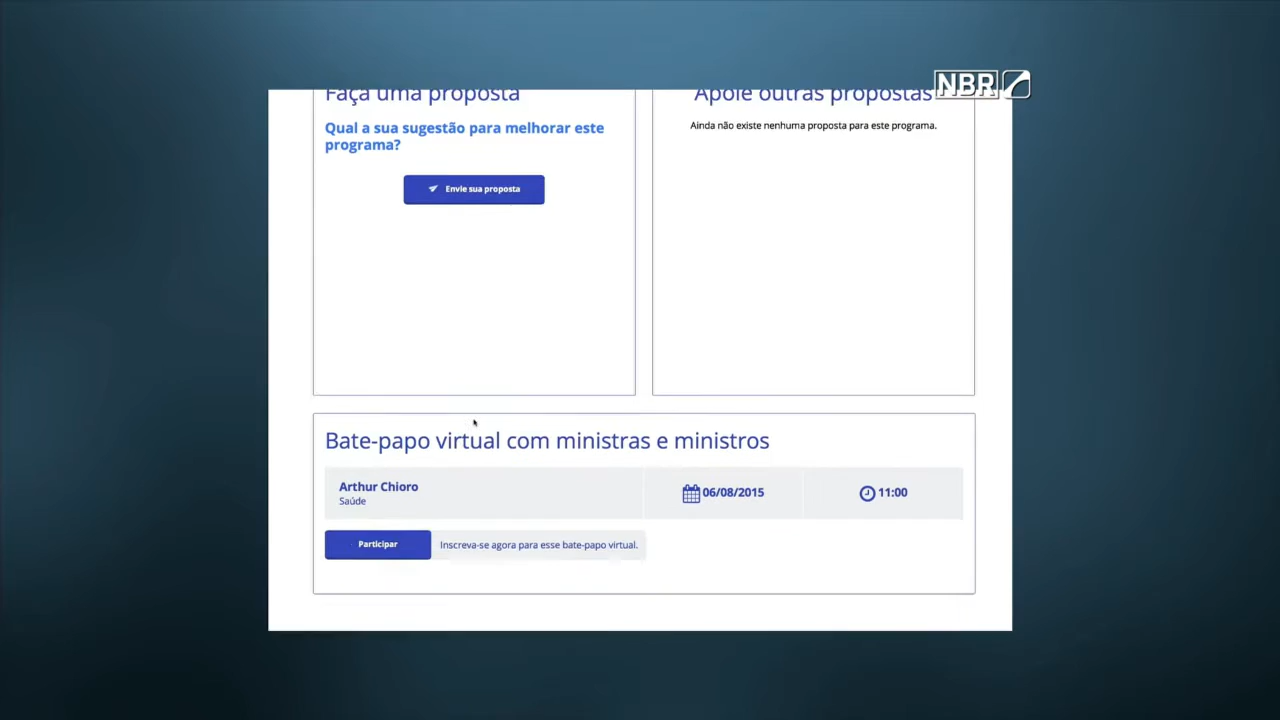 NBR
Faça uma proposta
Qual a sua sugestão para melhorar este
programa?
Envie sua proposta
Apoie outras propostas
Ainda não existe nenhuma proposta para este programa.
Bate-papo virtual com ministras e ministros
Arthur Chioro
Saúde
06/08/2015
11:00
Participar
Inscreva-se agora para esse bate-papo virtual.